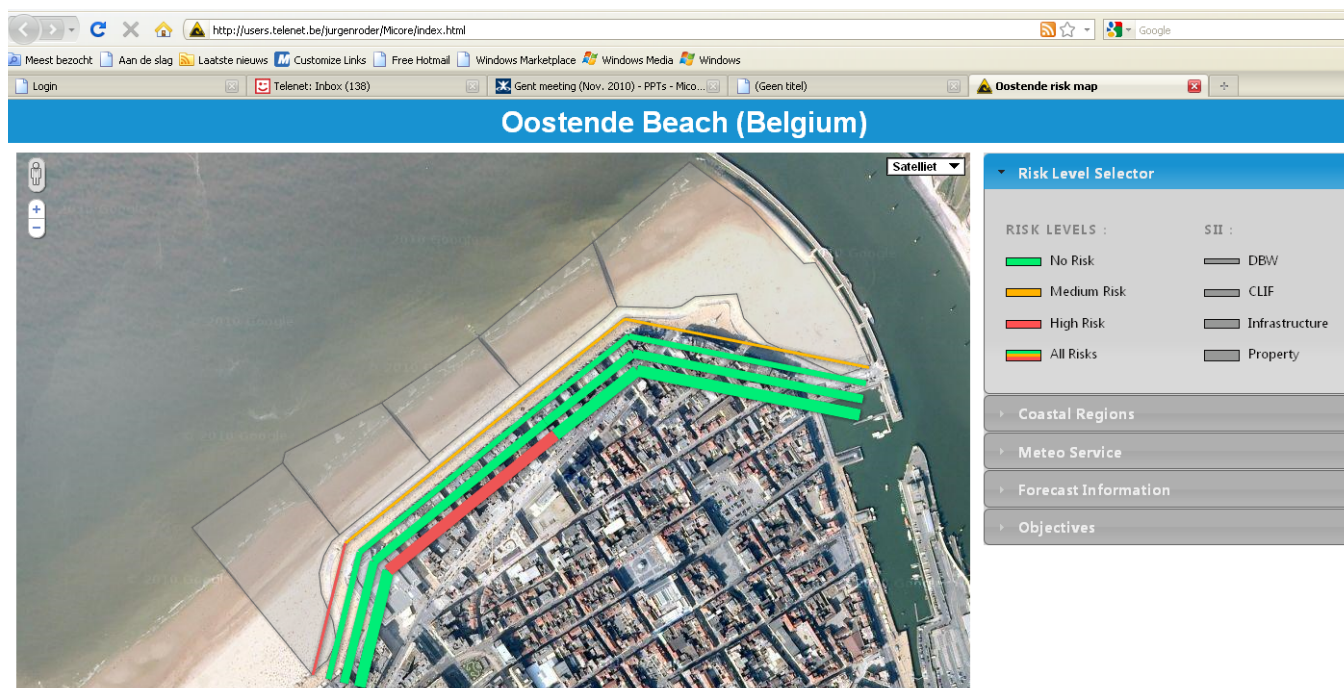 http://users.telenet.be/jurgenroder/Micore/index.html
Google
Meest bezocht Aan de slag Laatste nieuws Customize Links Free Hotmail Windows Marketplace Windows Media Windows
Login Telenet: Inbox (138) Gent meeting (Nov. 2010) - PPTs - Mico... (Geen titel) Oostende risk map
Oostende Beach (Belgium)
Satelliet
Risk Level Selector
RISK LEVELS : SII :
No Risk DBW
Medium Risk CLIF
High Risk Infrastructure
All Risks Property
Coastal Regions
Meteo Service
Forecast Information
Objectives